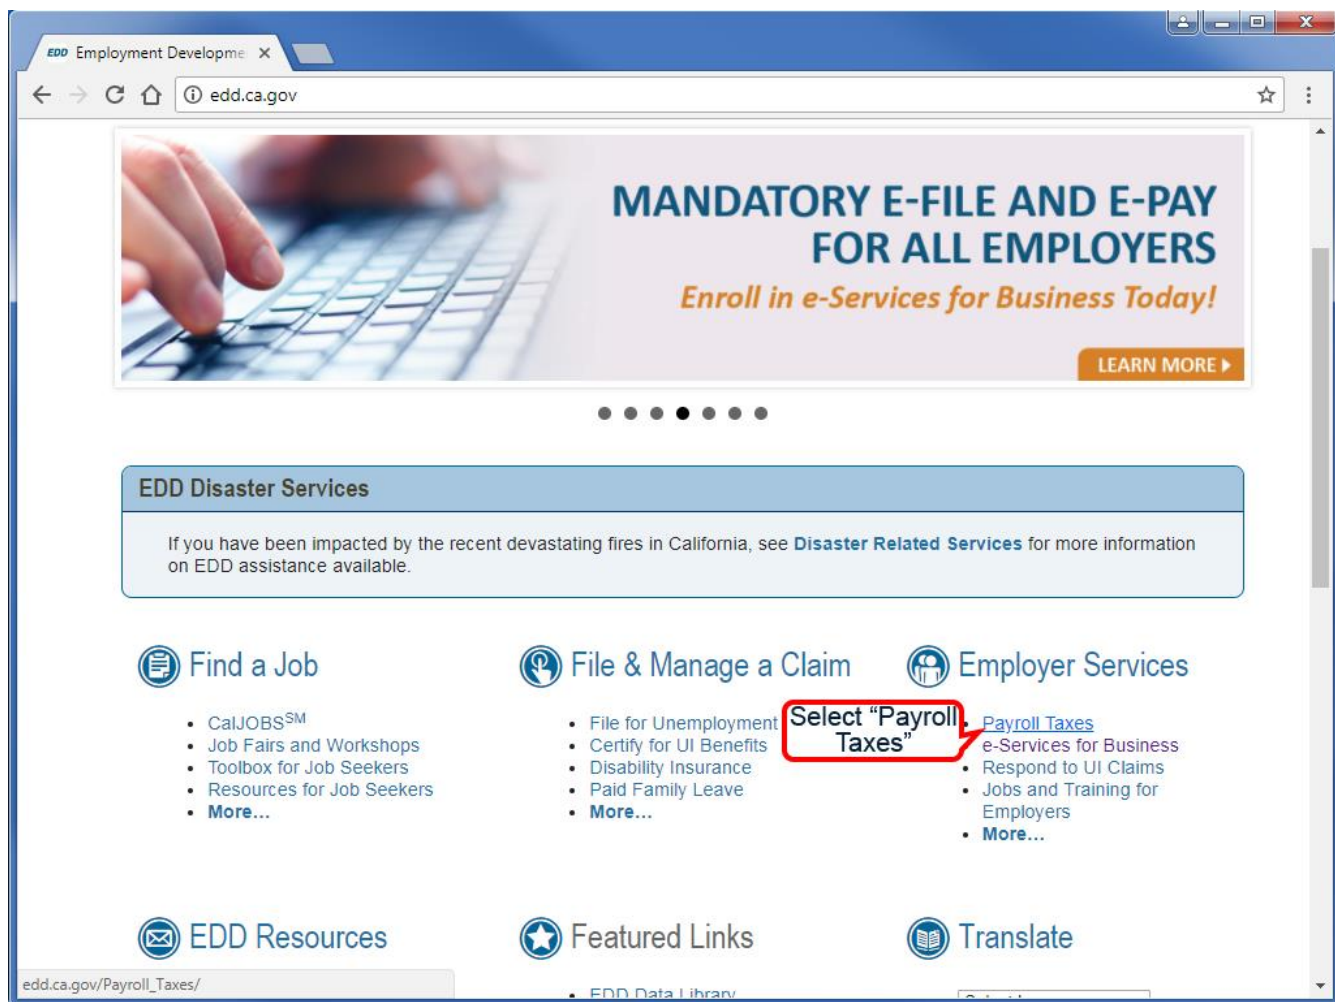 EDD Employment Developme
edd.ca.gov
MANDATORY E-FILE AND E-PAY
FOR ALL EMPLOYERS
Enroll in e-Services for Business Today!
LEARN MORE
EDD Disaster Services
If you have been impacted by the recent devastating fires in California, see Disaster Related Services for more information
on EDD assistance available.
Find a Job
CalJOBS℠
Job Fairs and Workshops
Toolbox for Job Seekers
Resources for Job Seekers
More...
File & Manage a Claim
File for Unemployment
Certify for UI Benefits
Disability Insurance
Paid Family Leave
More...
Select “Payroll
Taxes”
Employer Services
Payroll Taxes
e-Services for Business
Respond to UI Claims
Jobs and Training for
Employers
More...
EDD Resources
Featured Links
EDD Data Library
Translate
edd.ca.gov/Payroll_Taxes/